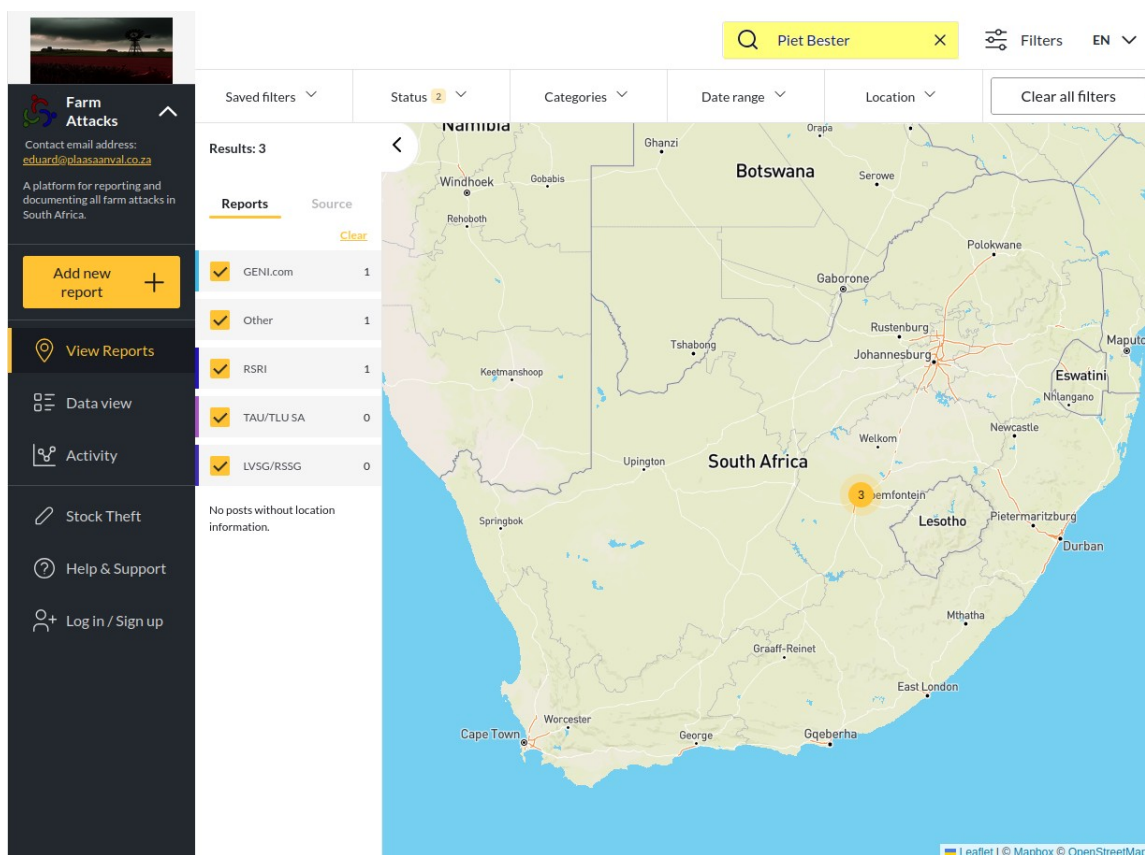 Piet Bester
Filters
EN
Farm
Attacks
Contact email address:
eduard@plaasaanval.co.za
A platform for reporting and
documenting all farm attacks in
South Africa.
Add new
report
View Reports
Data view
Activity
Stock Theft
Help & Support
Log in / Sign up
Saved filters
Status 2
Categories
Date range
Location
Clear all filters
Results: 3
Reports
Source
Clear
GENI.com 1
Other 1
RSRI 1
TAU/TLU SA 0
LVSG/RSSG 0
No posts without location
information.
Namibia
Orapa
Ghanzi
Botswana
Windhoek
Gobabis
Serowe
Rehoboth
Polokwane
Gaborone
Rustenburg
Tshabong
Johannesburg
Maputo
Keetmanshoop
Eswatini
Nhlangano
Newcastle
Welkom
Upington
South Africa
3
oemfontein
Springbok
Lesotho
Pietermaritzburg
Durban
Mthatha
Graaff-Reinet
East London
Worcester
Cape Town
George
Gqeberha
Leaflet | © Mapbox © OpenStreetMap